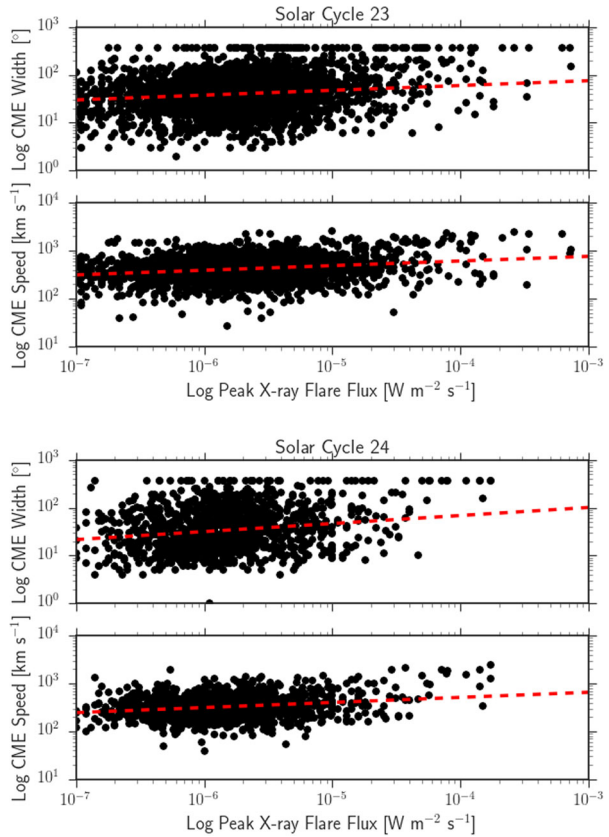 Solar Cycle 23
Log CME Width [°]
10³
10²
10¹
10⁰
Log CME Speed [km s⁻¹]
10⁴
10³
10²
10¹
10⁻⁷ 10⁻⁶ 10⁻⁵ 10⁻⁴ 10⁻³
Log Peak X-ray Flare Flux [W m⁻² s⁻¹]
Solar Cycle 24
Log CME Width [°]
10³
10²
10¹
10⁰
Log CME Speed [km s⁻¹]
10⁴
10³
10²
10¹
10⁻⁷ 10⁻⁶ 10⁻⁵ 10⁻⁴ 10⁻³
Log Peak X-ray Flare Flux [W m⁻² s⁻¹]